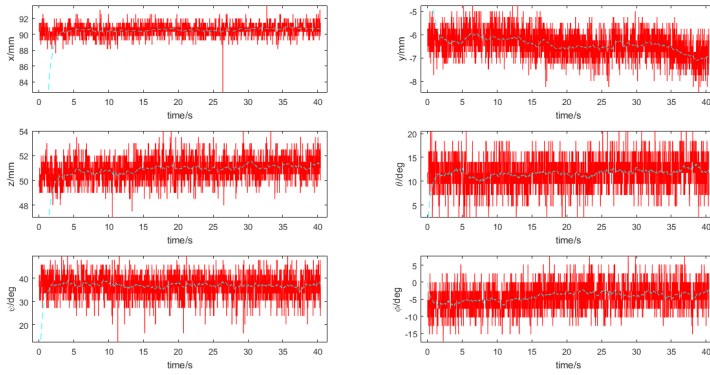 92
90
88
86
84
x/mm
0 5 10 15 20 25 30 35 40
time/s
-5
-6
-7
-8
y/mm
0 5 10 15 20 25 30 35 40
time/s
54
52
50
48
z/mm
0 5 10 15 20 25 30 35 40
time/s
20
15
10
5
θ/deg
0 5 10 15 20 25 30 35 40
time/s
40
30
20
ψ/deg
0 5 10 15 20 25 30 35 40
time/s
5
0
-5
-10
-15
ϕ/deg
0 5 10 15 20 25 30 35 40
time/s